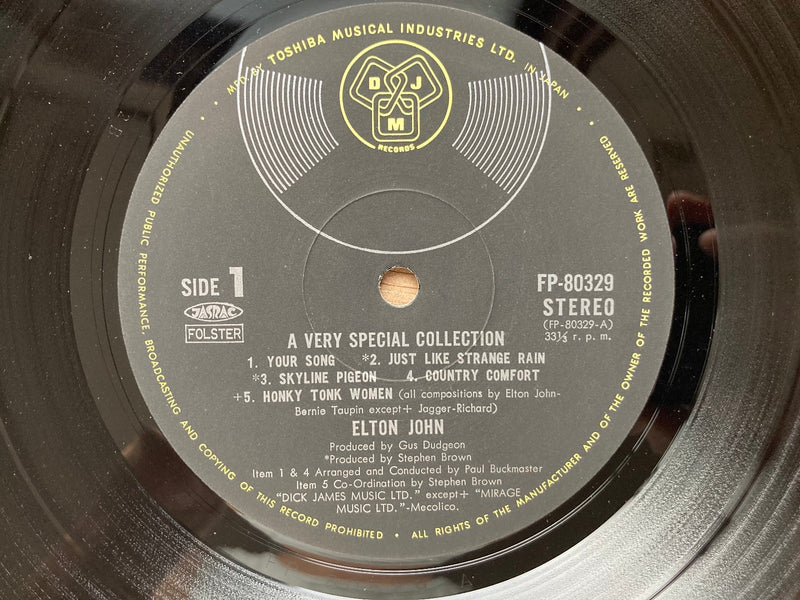 MFD. BY TOSHIBA MUSICAL INDUSTRIES LTD. IN JAPAN
D J M
RECORDS
SIDE 1
JASRAC
FOLSTER
FP-80329
STEREO
(FP-80329-A)
33⅓ r. p. m.
A VERY SPECIAL COLLECTION
1. YOUR SONG *2. JUST LIKE STRANGE RAIN
*3. SKYLINE PIGEON 4. COUNTRY COMFORT
+5. HONKY TONK WOMEN (all compositions by Elton John-
Bernie Taupin except+ Jagger-Richard)
ELTON JOHN
Produced by Gus Dudgeon
*Produced by Stephen Brown
Item 1 & 4 Arranged and Conducted by Paul Buckmaster
Item 5 Co-Ordination by Stephen Brown
"DICK JAMES MUSIC LTD." except+ "MIRAGE
MUSIC LTD."-Mecolico.
UNAUTHORIZED PUBLIC PERFORMANCE, BROADCASTING AND COPYING OF THIS RECORD PROHIBITED • ALL RIGHTS OF THE MANUFACTURER AND OF THE OWNER OF THE RECORDED WORK ARE RESERVED